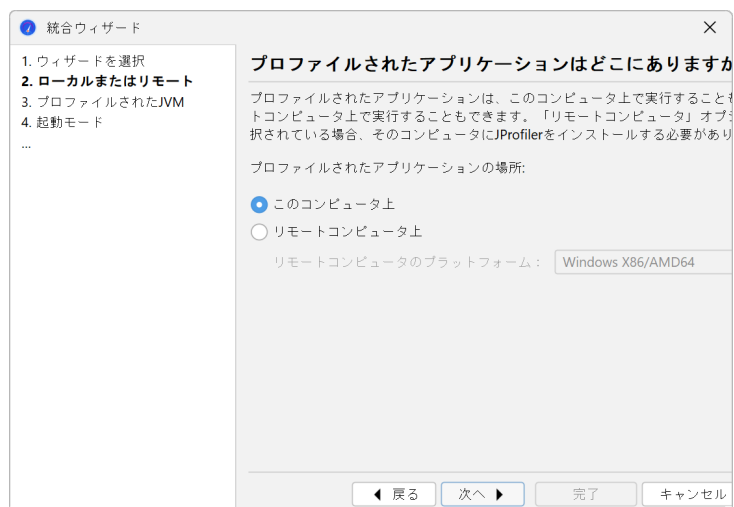 統合ウィザード
1. ウィザードを選択
2. ローカルまたはリモート
3. プロファイルされたJVM
4. 起動モード
...
プロファイルされたアプリケーションはどこにありますか
プロファイルされたアプリケーションは、このコンピュータ上で実行することも
トコンピュータ上で実行することもできます。「リモートコンピュータ」オプシ
択されている場合、そのコンピュータにJProfilerをインストールする必要があり
プロファイルされたアプリケーションの場所:
このコンピュータ上
リモートコンピュータ上
リモートコンピュータのプラットフォーム： Windows X86/AMD64
戻る 次へ 完了 キャンセル